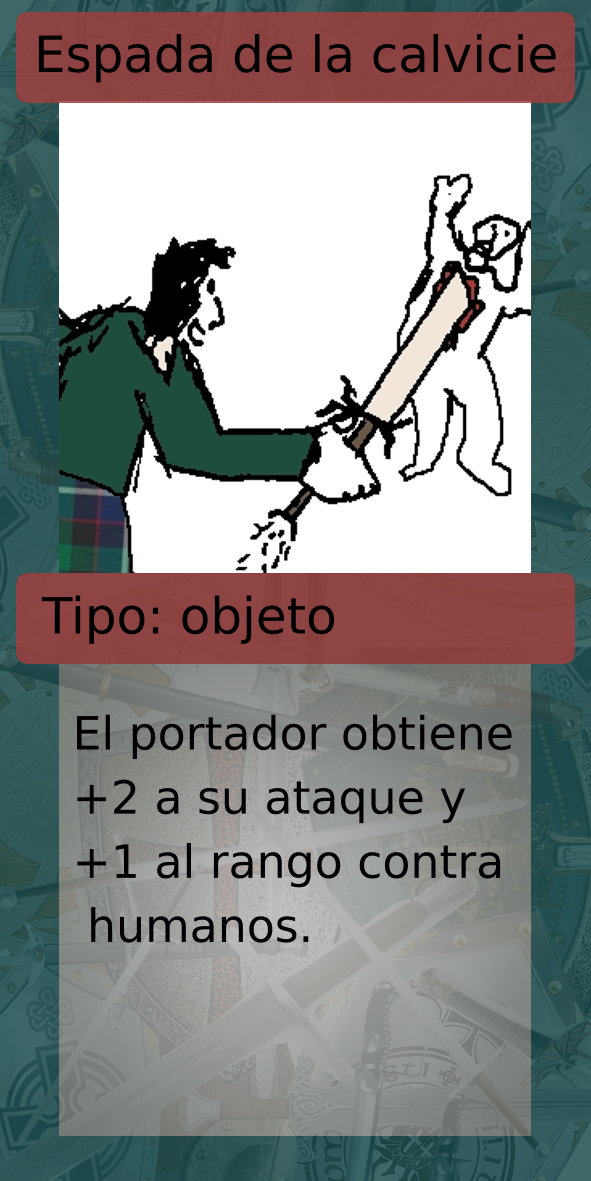 Espada de la calvicie
Tipo: objeto
El portador obtiene
+2 a su ataque y
+1 al rango contra
humanos.